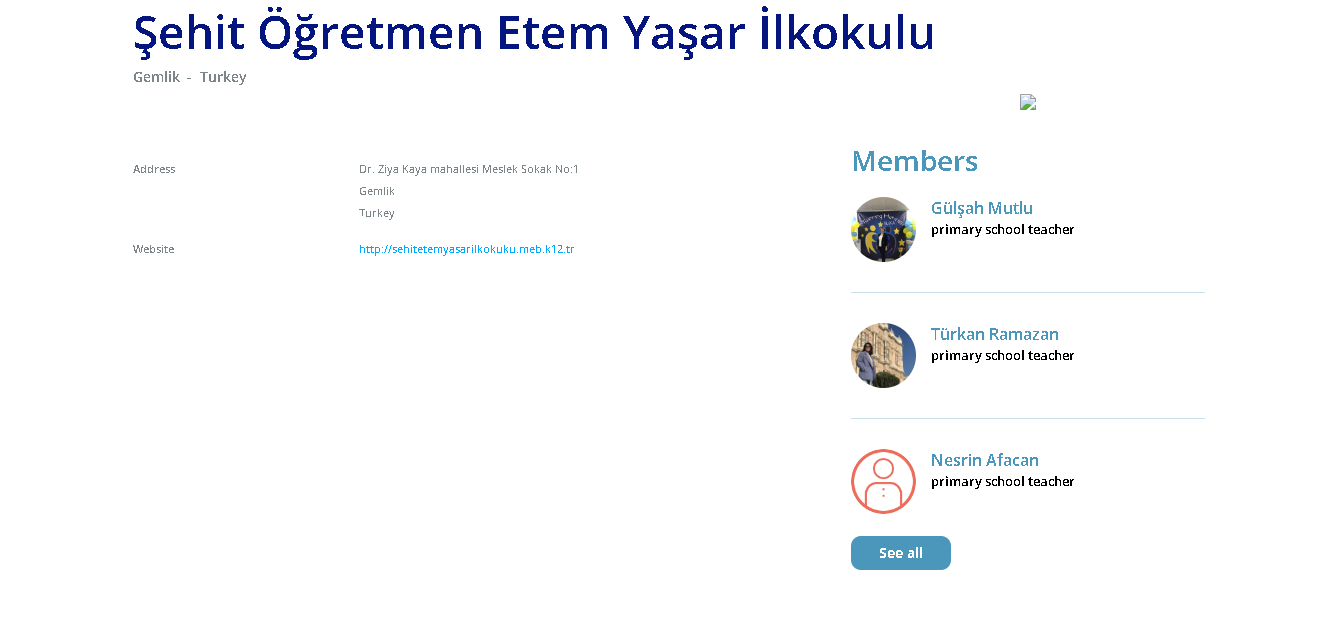 Şehit Öğretmen Etem Yaşar İlkokulu
Gemlik - Turkey
Address
Dr. Ziya Kaya mahallesi Meslek Sokak No:1
Gemlik
Turkey
Website
http://sehitetemyasarilkokuku.meb.k12.tr
Members
Gülşah Mutlu
primary school teacher
Türkan Ramazan
primary school teacher
Nesrin Afacan
primary school teacher
See all